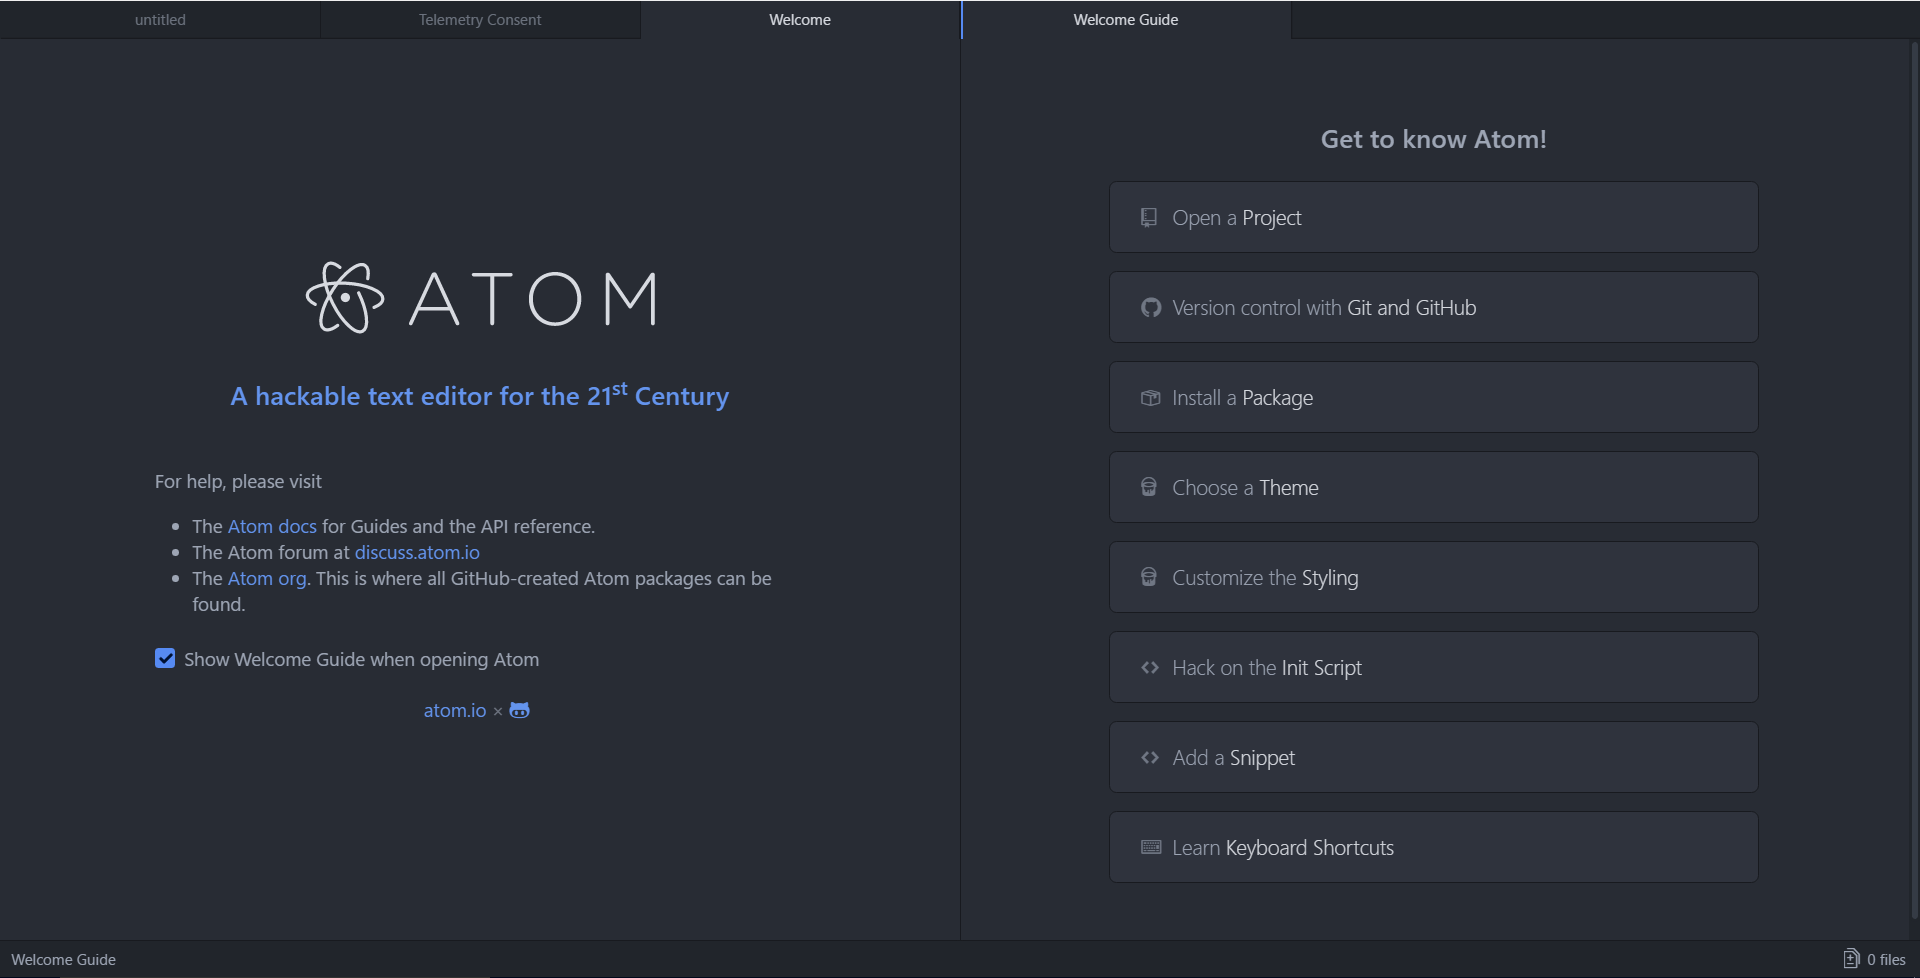 untitled
Telemetry Consent
Welcome
Welcome Guide
ATOM
A hackable text editor for the 21st Century
For help, please visit
The Atom docs for Guides and the API reference.
The Atom forum at discuss.atom.io
The Atom org. This is where all GitHub-created Atom packages can be
found.
Show Welcome Guide when opening Atom
atom.io ×
Get to know Atom!
Open a Project
Version control with Git and GitHub
Install a Package
Choose a Theme
Customize the Styling
Hack on the Init Script
Add a Snippet
Learn Keyboard Shortcuts
Welcome Guide
0 files